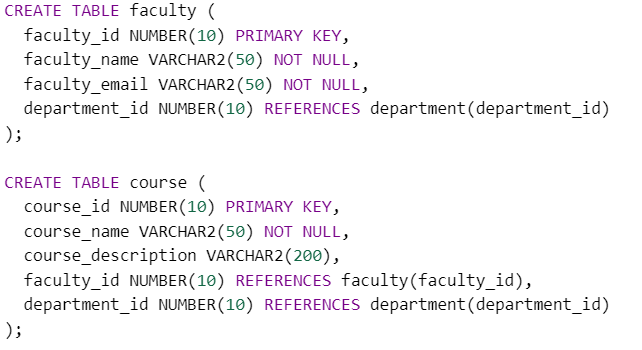 CREATE TABLE faculty (
  faculty_id NUMBER(10) PRIMARY KEY,
  faculty_name VARCHAR2(50) NOT NULL,
  faculty_email VARCHAR2(50) NOT NULL,
  department_id NUMBER(10) REFERENCES department(department_id)
);

CREATE TABLE course (
  course_id NUMBER(10) PRIMARY KEY,
  course_name VARCHAR2(50) NOT NULL,
  course_description VARCHAR2(200),
  faculty_id NUMBER(10) REFERENCES faculty(faculty_id),
  department_id NUMBER(10) REFERENCES department(department_id)
);